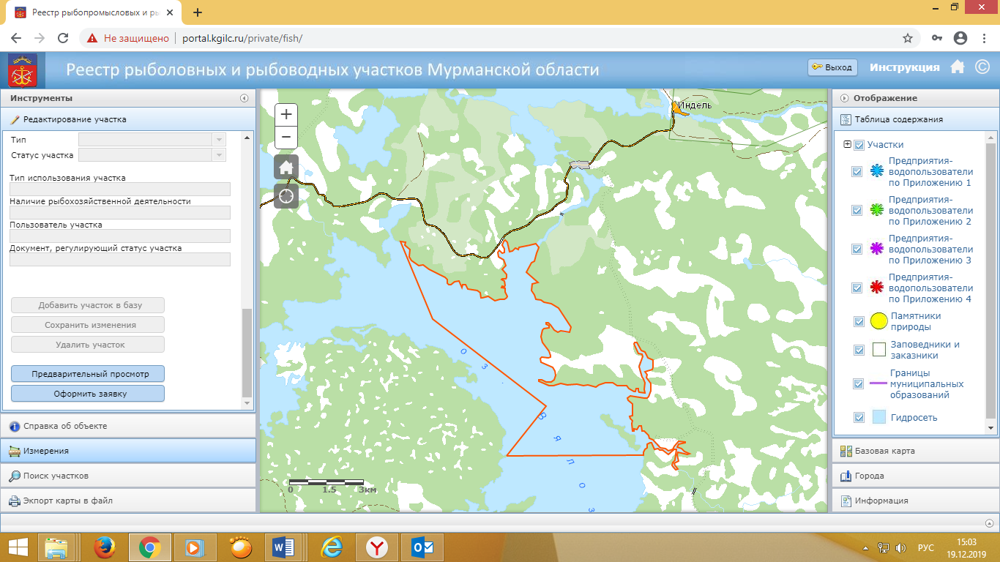 Реестр рыбопромысловых и ры
Не защищено
portal.kgilc.ru/private/fish/
Реестр рыболовных и рыбоводных участков Мурманской области
Выход
Инструкция
Инструменты
Редактирование участка
Тип
Статус участка
Тип использования участка
Наличие рыбохозяйственной деятельности
Пользователь участка
Документ, регулирующий статус участка
Добавить участок в базу
Сохранить изменения
Удалить участок
Предварительный просмотр
Оформить заявку
Справка об объекте
Измерения
Поиск участков
Экспорт карты в файл
+
−
Индель
о з. В я л о з
0 1.5 3км
Отображение
Таблица содержания
Участки
Предприятия-
водопользователи
по Приложению 1
Предприятия-
водопользователи
по Приложению 2
Предприятия-
водопользователи
по Приложению 3
Предприятия-
водопользователи
по Приложению 4
Памятники
природы
Заповедники и
заказники
Границы
муниципальных
образований
Гидросеть
Базовая карта
Города
Информация
РУС
15:03
19.12.2019